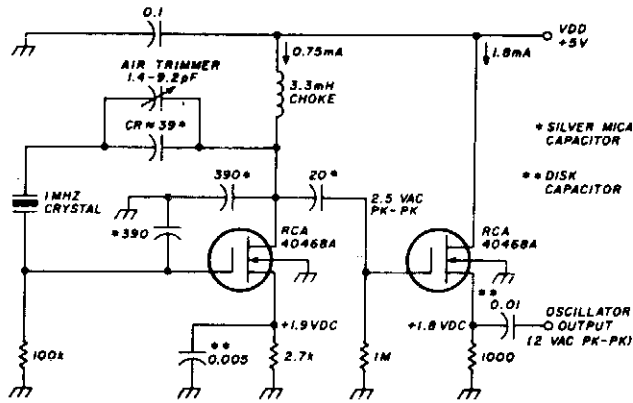 0.1
VDD
+5V
0.75mA
1.8mA
AIR TRIMMER
1.4-9.2pF
3.3mH
CHOKE
CR≈39*
* SILVER MICA
CAPACITOR
** DISK
CAPACITOR
390*
20*
2.5 VAC
PK-PK
1MHZ
CRYSTAL
*390
RCA
40468A
RCA
40468A
**
0.01
OSCILLATOR
OUTPUT
(2 VAC PK-PK)
+1.9VDC
+1.8 VDC
100k
**
0.005
2.7k
1M
1000